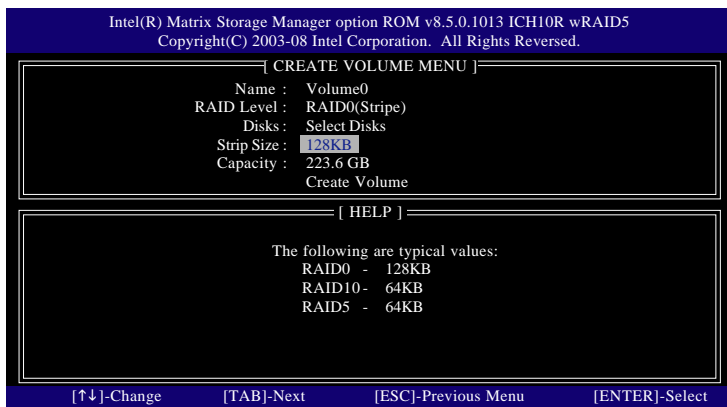 Intel(R) Matrix Storage Manager option ROM v8.5.0.1013 ICH10R wRAID5
Copyright(C) 2003-08 Intel Corporation. All Rights Reversed.
[ CREATE VOLUME MENU ]
Name : Volume0
RAID Level : RAID0(Stripe)
Disks : Select Disks
Strip Size : 128KB
Capacity : 223.6 GB
Create Volume
[ HELP ]
The following are typical values:
RAID0 - 128KB
RAID10 - 64KB
RAID5 - 64KB
[↑↓]-Change [TAB]-Next [ESC]-Previous Menu [ENTER]-Select